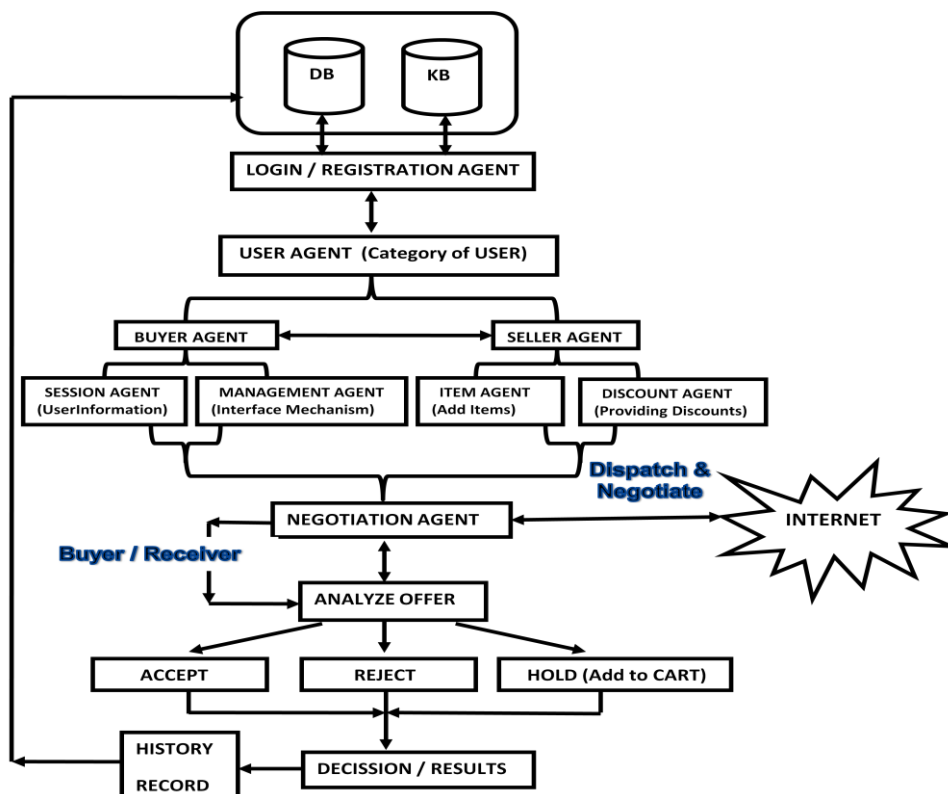 DB
KB
LOGIN / REGISTRATION AGENT
USER AGENT  (Category of USER)
BUYER AGENT
SELLER AGENT
SESSION AGENT
(UserInformation)
MANAGEMENT AGENT
(Interface Mechanism)
ITEM AGENT
(Add Items)
DISCOUNT AGENT
(Providing Discounts)
Dispatch &
Negotiate
NEGOTIATION AGENT
INTERNET
Buyer / Receiver
ANALYZE OFFER
ACCEPT
REJECT
HOLD (Add to CART)
HISTORY
RECORD
DECISSION / RESULTS